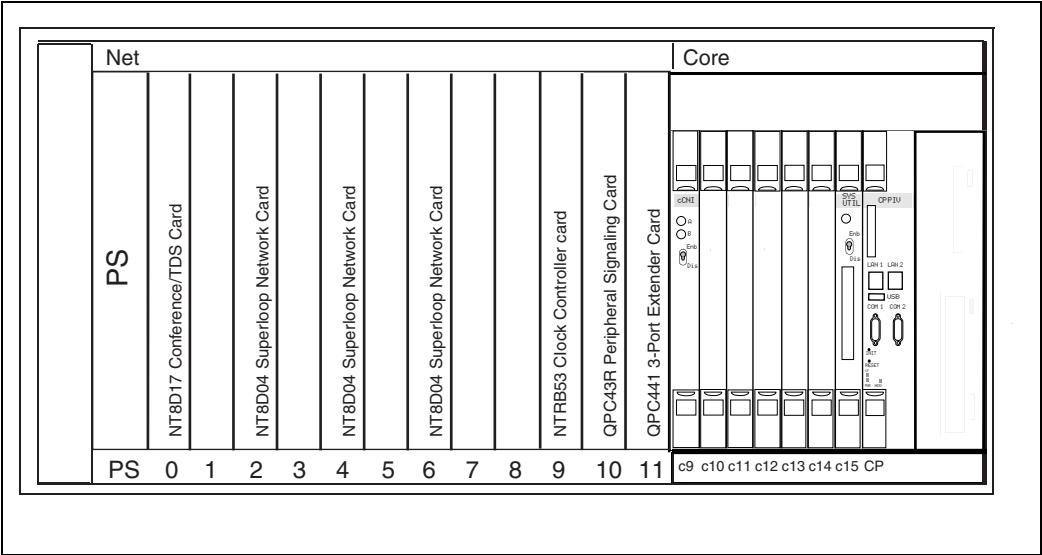 Net
Core
PS
NT8D17 Conference/TDS Card
NT8D04 Superloop Network Card
NT8D04 Superloop Network Card
NT8D04 Superloop Network Card
NTRB53 Clock Controller card
QPC43R Peripheral Signaling Card
QPC441 3-Port Extender Card
cCNI
A
B
Enb
Dis
SYS
UTIL
Enb
Dis
CPPIV
LAN 1 LAN 2
USB
COM 1 COM 2
INIT
RESET
PS 0 1 2 3 4 5 6 7 8 9 10 11
c9 c10 c11 c12 c13 c14 c15 CP